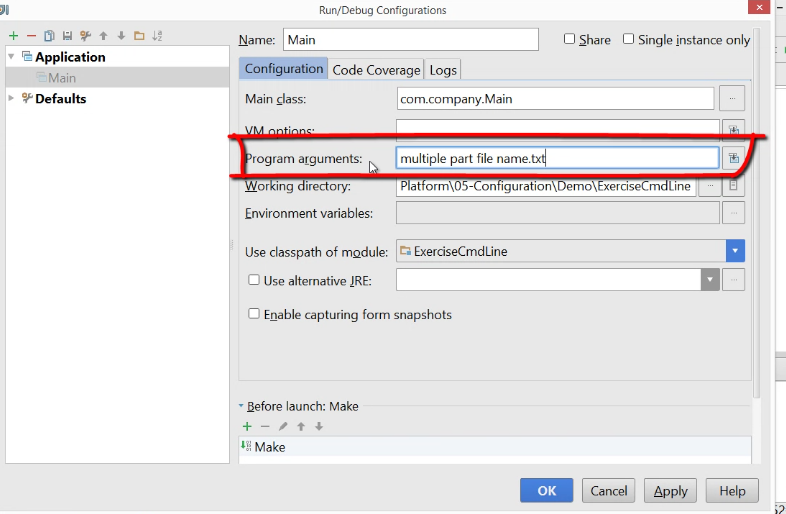 Run/Debug Configurations
Application
Main
Defaults
Name: Main
Share
Single instance only
Configuration
Code Coverage
Logs
Main class: com.company.Main
VM options:
Program arguments: multiple part file name.txt
Working directory: Platform\05-Configuration\Demo\ExerciseCmdLine
Environment variables:
Use classpath of module: ExerciseCmdLine
Use alternative JRE:
Enable capturing form snapshots
Before launch: Make
Make
OK
Cancel
Apply
Help